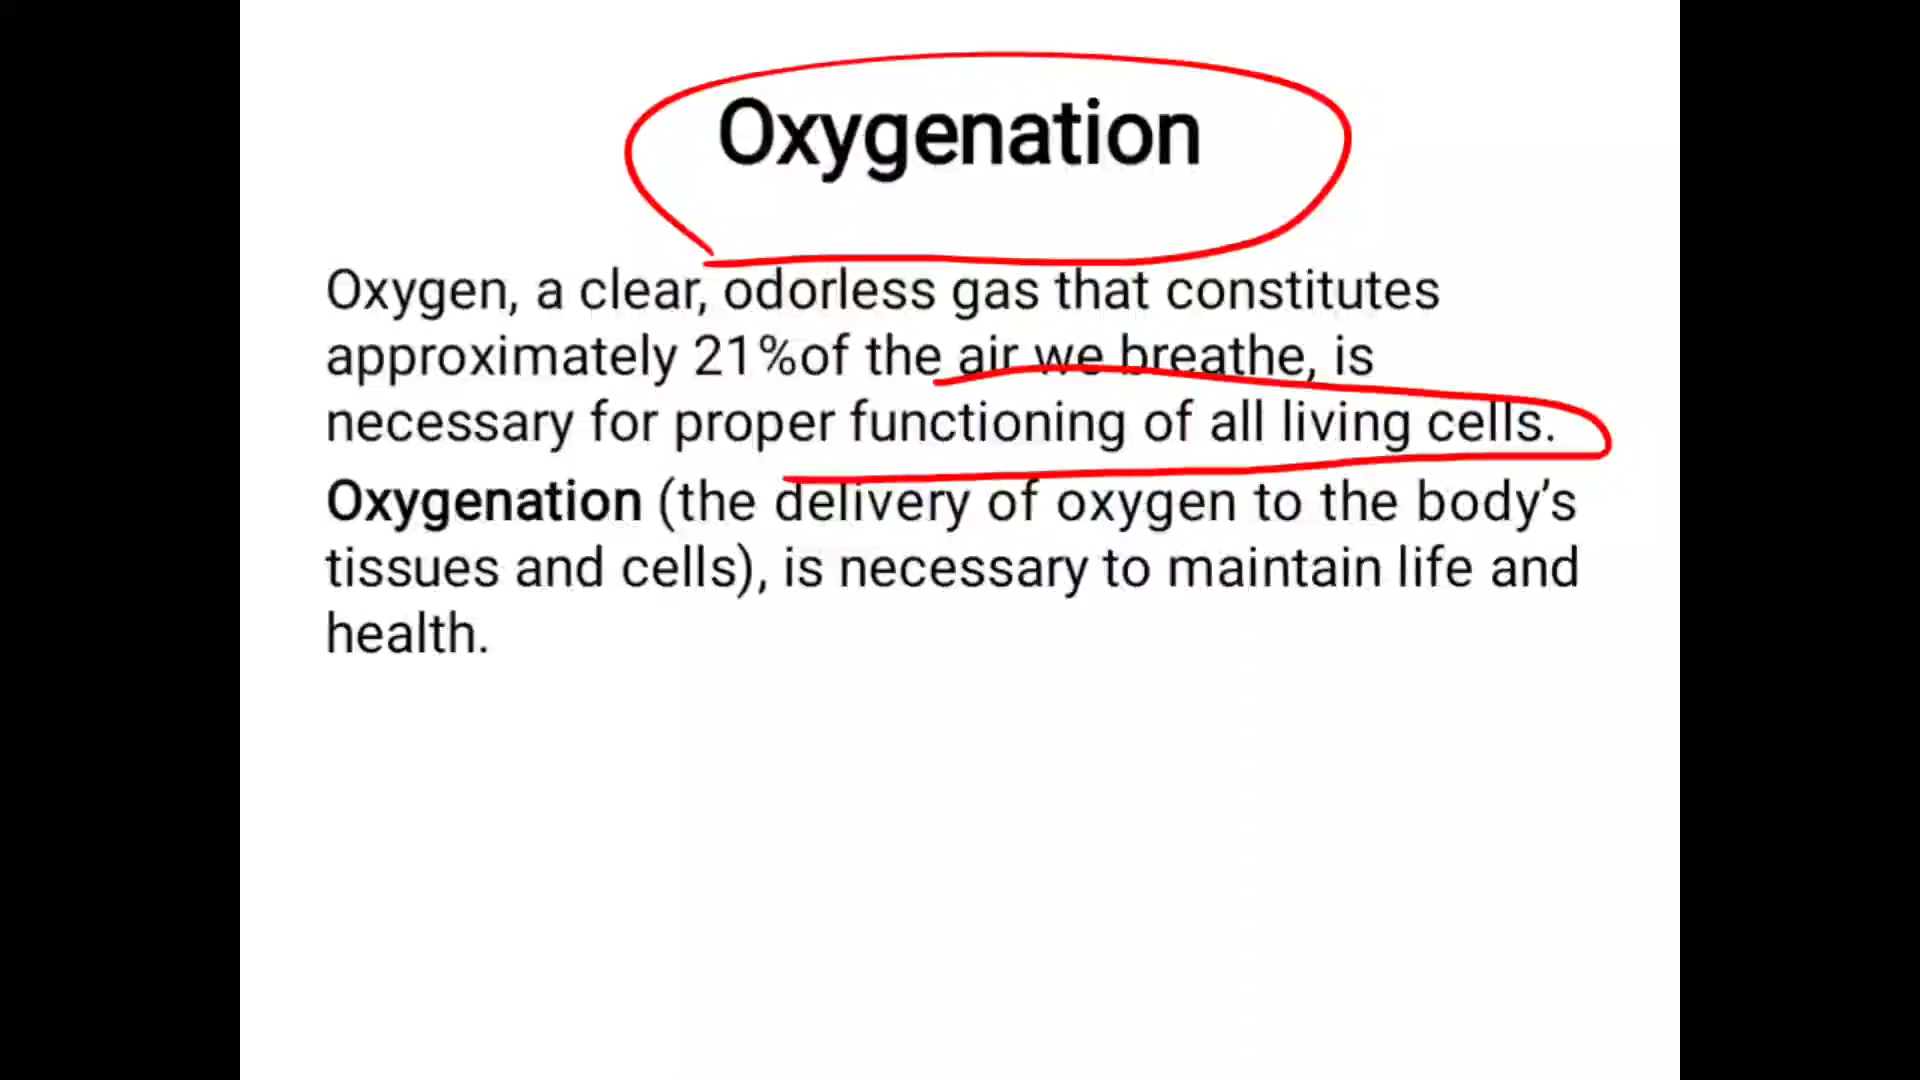 Oxygenation
Oxygen, a clear, odorless gas that constitutes
approximately 21%of the air we breathe, is
necessary for proper functioning of all living cells.
Oxygenation (the delivery of oxygen to the body’s
tissues and cells), is necessary to maintain life and
health.